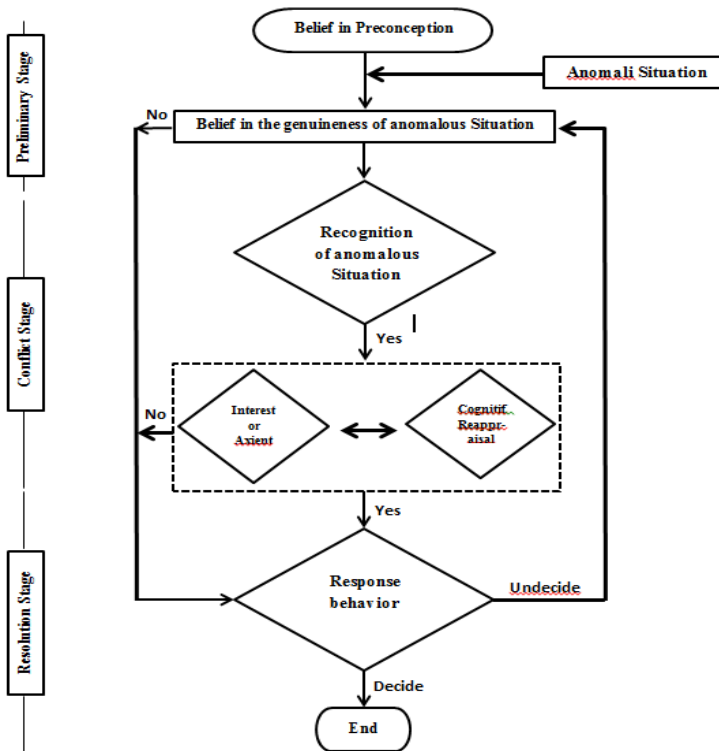 Belief in
Preconception
Preliminary Stage
Anomali Situation
No
Belief in the genuineness of anomalous Situation
Recognition
of anomalous
Situation
Conflict Stage
Yes
No
Interest
or
Axient
Cognitif
Reappr-
aisal
Yes
Resolution Stage
Response
behavior
Undecide
Decide
End